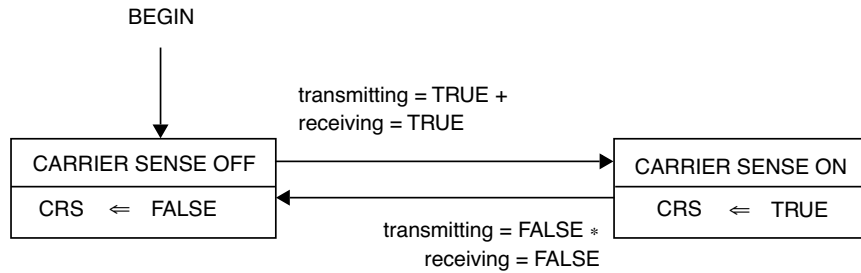 BEGIN
transmitting = TRUE +
receiving = TRUE
CARRIER SENSE OFF
CARRIER SENSE ON
CRS ⇐ FALSE
CRS ⇐ TRUE
transmitting = FALSE *
receiving = FALSE